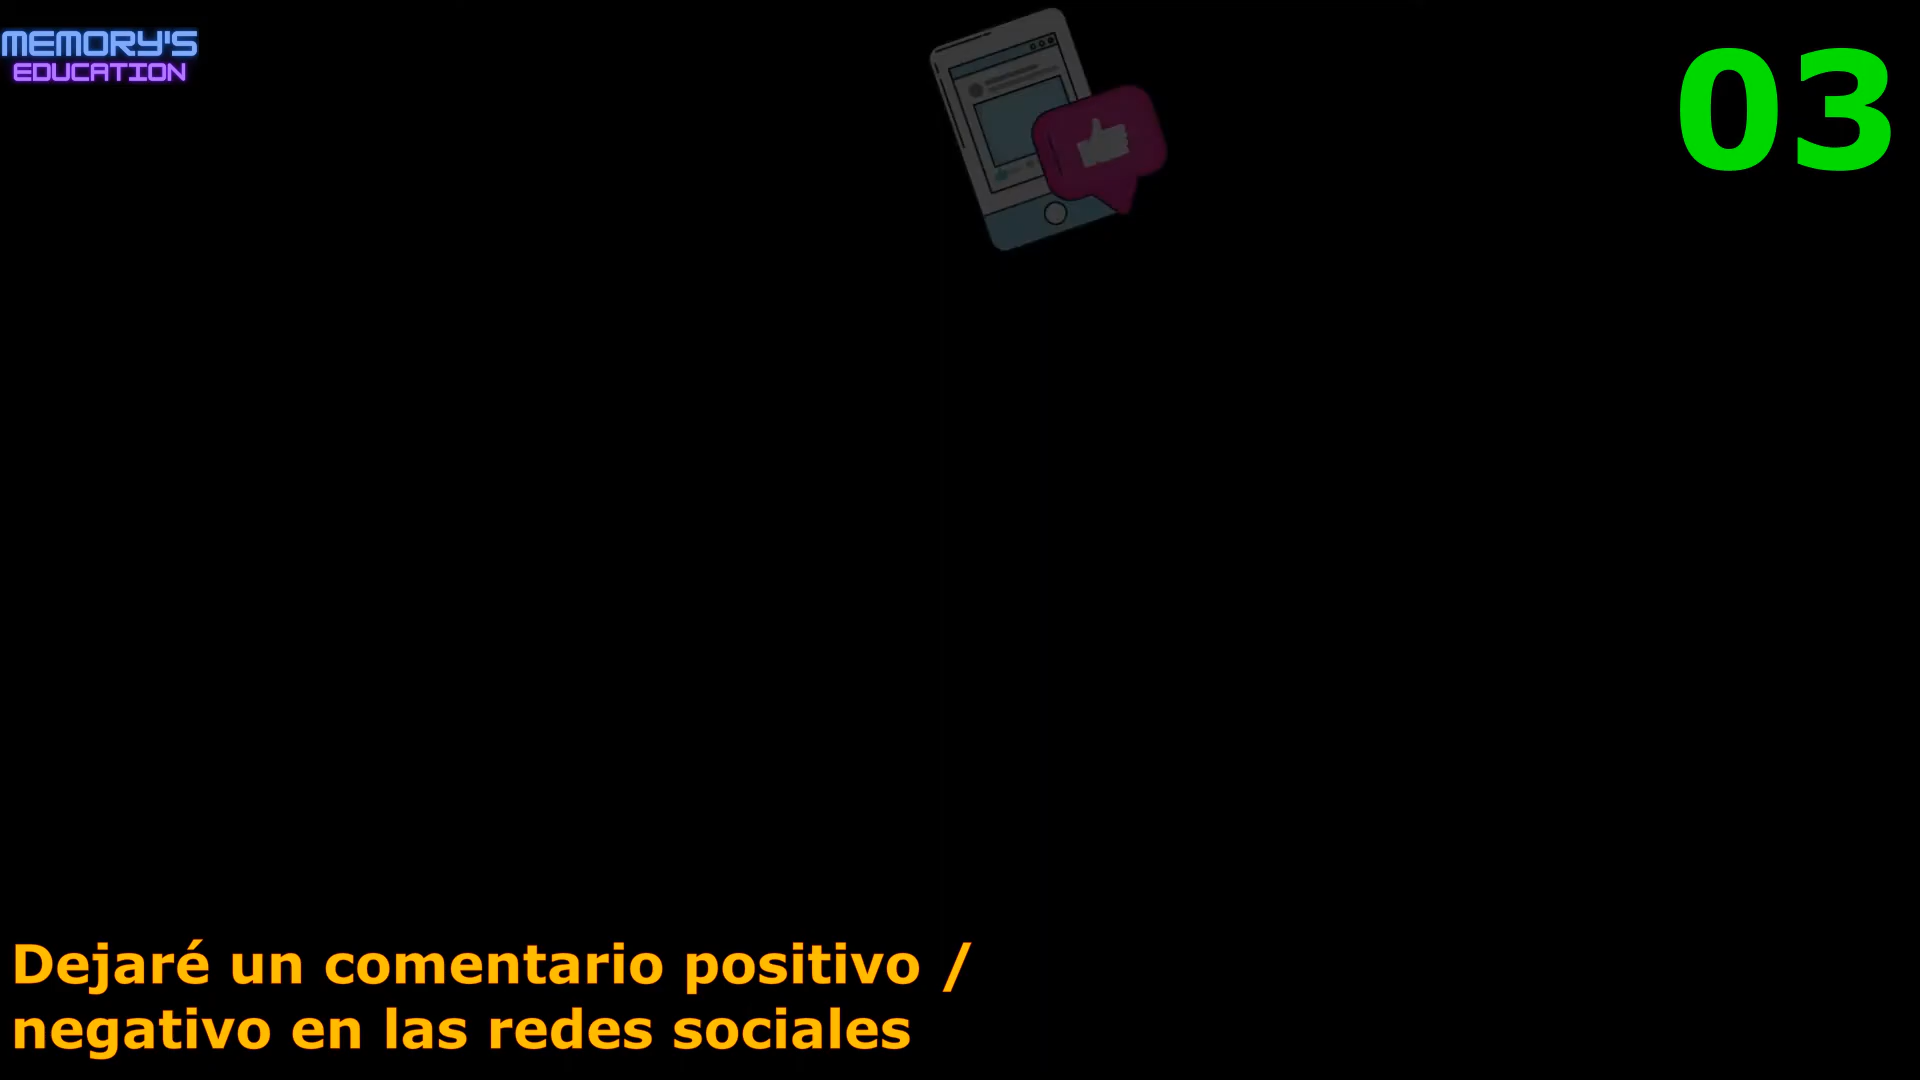 MEMORY'S
EDUCATION
03
Dejaré un comentario positivo /
negativo en las redes sociales